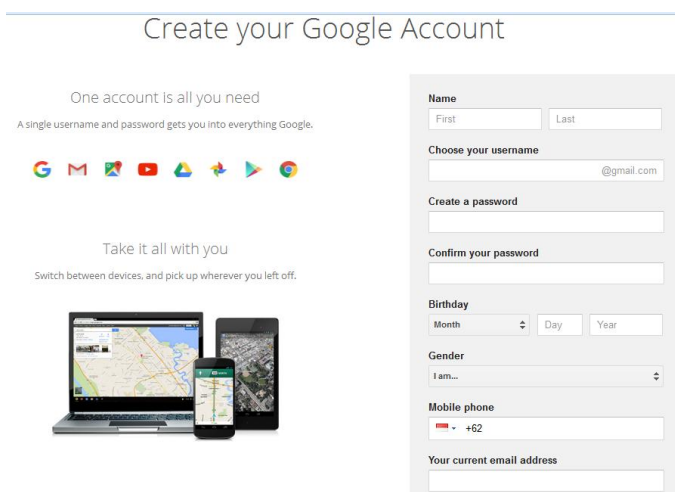 Create your Google Account
One account is all you need
A single username and password gets you into everything Google.
Take it all with you
Switch between devices, and pick up wherever you left off.
Name
First Last
Choose your username
@gmail.com
Create a password
Confirm your password
Birthday
Month Day Year
Gender
I am...
Mobile phone
+62
Your current email address